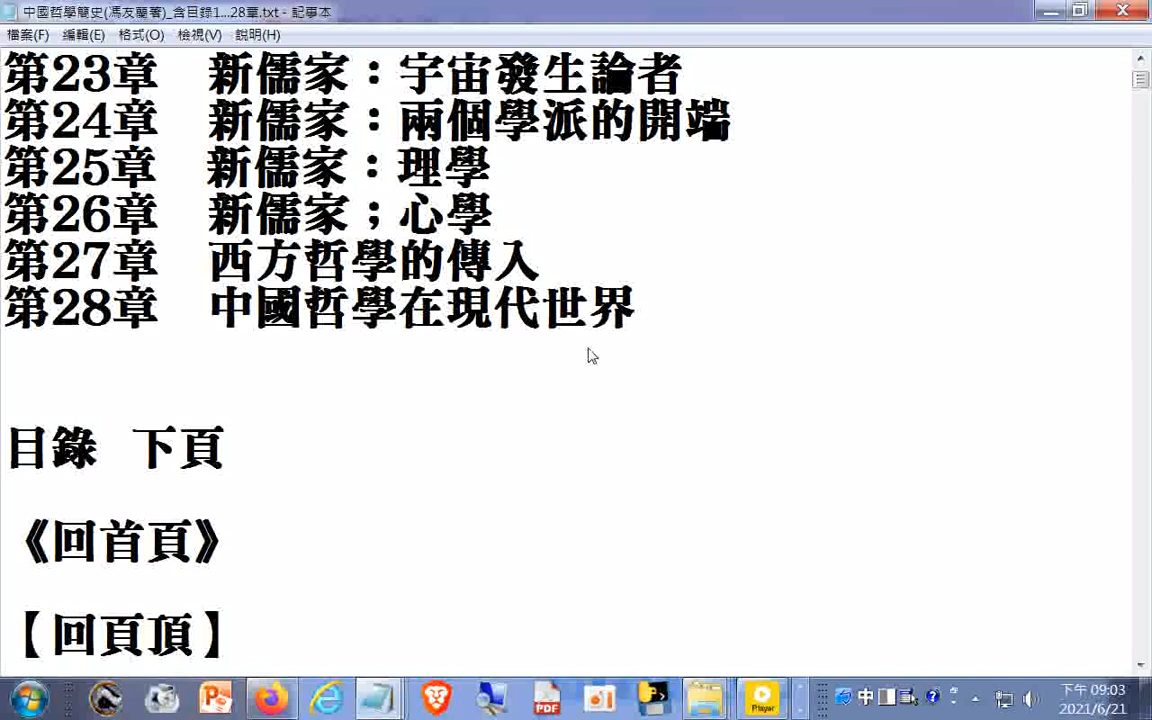 中國哲學簡史(馮友蘭著)_含目錄1...28章.txt - 記事本
檔案(F) 編輯(E) 格式(O) 檢視(V) 說明(H)
第23章 新儒家：宇宙發生論者
第24章 新儒家：兩個學派的開端
第25章 新儒家：理學
第26章 新儒家；心學
第27章 西方哲學的傳入
第28章 中國哲學在現代世界
目錄 下頁
《回首頁》
【回頁頂】
PDF
Player
中
下午 09:03
2021/6/21